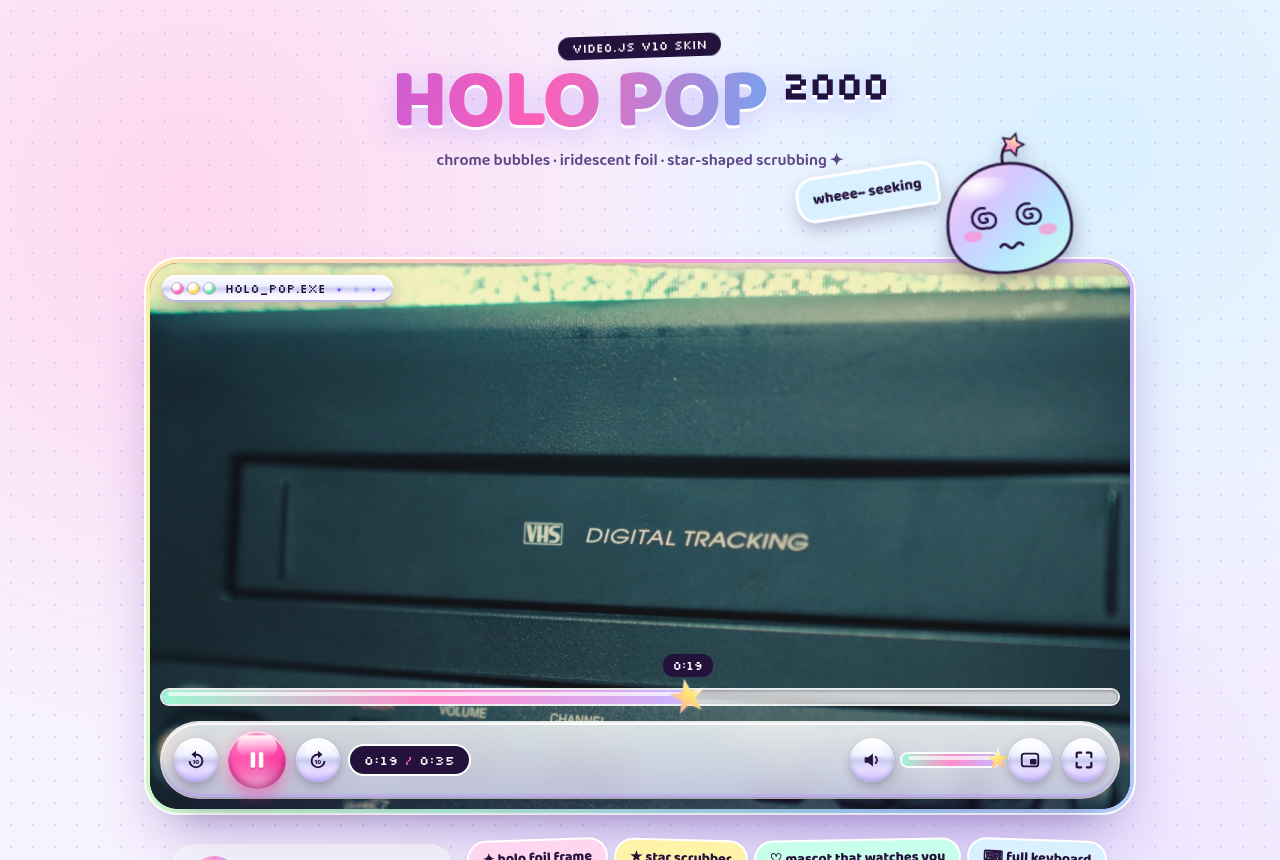 VIDEO.JS V10 SKIN
HOLO POP 2000
chrome bubbles · iridescent foil · star-shaped scrubbing ✦
wheee~ seeking
HOLO_POP.EXE ✦ ✧ ✦
VHS DIGITAL TRACKING
0:19
VOLUME CHANNEL
10 10 0:19 / 0:35
✦ holo foil frame ★ star scrubber ♡ mascot that watches you ⌨ full keyboard